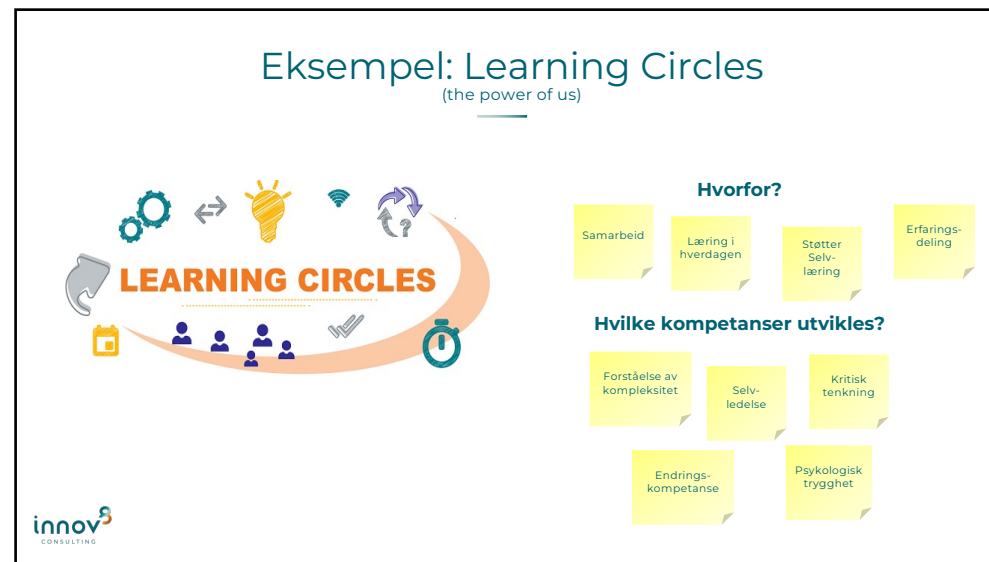 Eksempel: Learning Circles
(the power of us)
LEARNING CIRCLES
?
Hvorfor?
Samarbeid
Læring i
hverdagen
Støtter
Selv-
læring
Erfarings-
deling
Hvilke kompetanser utvikles?
Forståelse av
kompleksitet
Selv-
ledelse
Kritisk
tenkning
Endrings-
kompetanse
Psykologisk
trygghet
innov8
CONSULTING